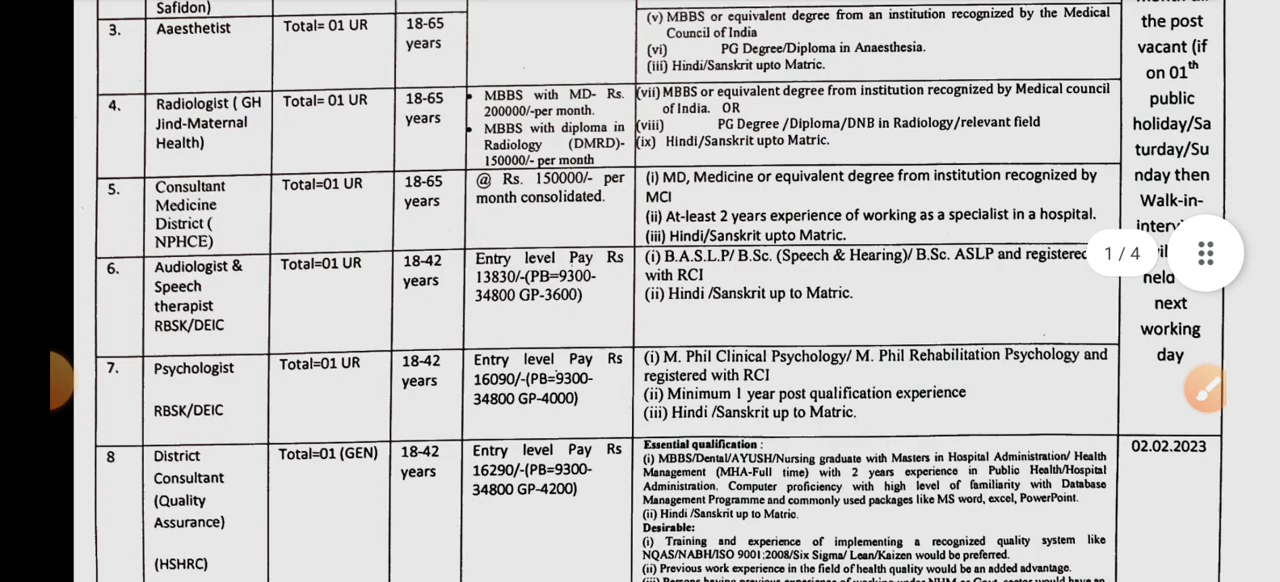 Safidon)
3.
Aaesthetist
Total= 01 UR
18-65
years
(v) MBBS or equivalent degree from an institution recognized by the Medical
Council of India
(vi) PG Degree/Diploma in Anaesthesia.
(iii) Hindi/Sanskrit upto Matric.
4.
Radiologist ( GH
Jind-Maternal
Health)
Total= 01 UR
18-65
years
• MBBS with MD- Rs.
200000/-per month.
• MBBS with diploma in
Radiology (DMRD)-
150000/- per month
(vii) MBBS or equivalent degree from institution recognized by Medical council
of India. OR
(viii) PG Degree /Diploma/DNB in Radiology/relevant field
(ix) Hindi/Sanskrit upto Matric.
5.
Consultant
Medicine
District (
NPHCE)
Total=01 UR
18-65
years
@ Rs. 150000/- per
month consolidated.
(i) MD, Medicine or equivalent degree from institution recognized by
MCI
(ii) At-least 2 years experience of working as a specialist in a hospital.
(iii) Hindi/Sanskrit upto Matric.
6.
Audiologist &
Speech
therapist
RBSK/DEIC
Total=01 UR
18-42
years
Entry level Pay Rs
13830/-(PB=9300-
34800 GP-3600)
(i) B.A.S.L.P/ B.Sc. (Speech & Hearing)/ B.Sc. ASLP and registered
with RCI
(ii) Hindi /Sanskrit up to Matric.
7.
Psychologist
RBSK/DEIC
Total=01 UR
18-42
years
Entry level Pay Rs
16090/-(PB=9300-
34800 GP-4000)
(i) M. Phil Clinical Psychology/ M. Phil Rehabilitation Psychology and
registered with RCI
(ii) Minimum 1 year post qualification experience
(iii) Hindi /Sanskrit up to Matric.
the post
vacant (if
on 01th
public
holiday/Sa
turday/Su
nday then
Walk-in-
held
next
working
day
1 / 4
8
District
Consultant
(Quality
Assurance)
(HSHRC)
Total=01 (GEN)
18-42
years
Entry level Pay Rs
16290/-(PB=9300-
34800 GP-4200)
Essential qualification :
(i) MBBS/Dental/AYUSH/Nursing graduate with Masters in Hospital Administration/ Health
Management (MHA-Full time) with 2 years experience in Public Health/Hospital
Administration. Computer proficiency with high level of familiarity with Database
Management Programme and commonly used packages like MS word, excel, PowerPoint.
(ii) Hindi /Sanskrit up to Matric.
Desirable:
(i) Training and experience of implementing a recognized quality system like
NQAS/NABH/ISO 9001:2008/Six Sigma/ Lean/Kaizen would be preferred.
(ii) Previous work experience in the field of health quality would be an added advantage.
02.02.2023